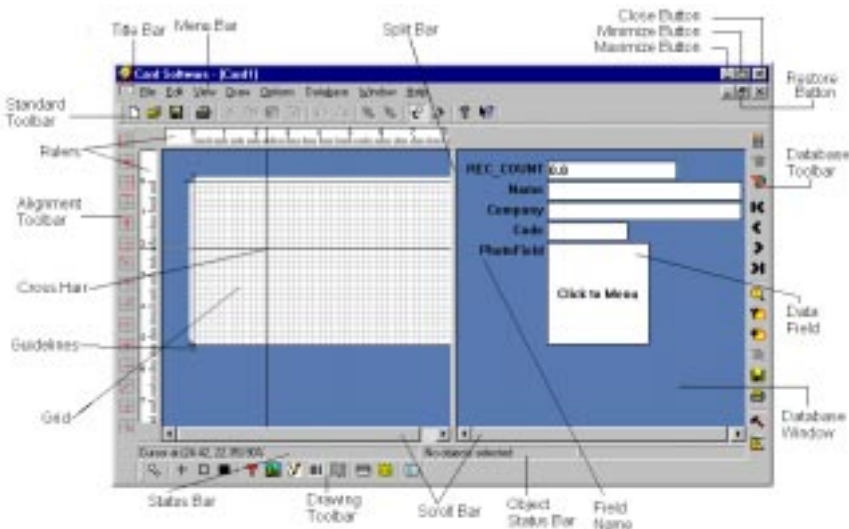 Close Button
Title Bar Menu Bar Split Bar Minimize Button
Maximize Button
Card Software - (Card1)
File Edit View Draw Options Database Window Help
Restore
Button
Standard
Toolbar
Rulers
Database
Toolbar
REC_COUNT 0.0
Name
Company
Code
PhotoField
Click to Menu
Alignment
Toolbar
Cross Hair
Guidelines
Grid
Data
Field
Database
Window
No objects selected
Status Bar
Drawing
Toolbar
Scroll Bar
Object
Status Bar
Field
Name